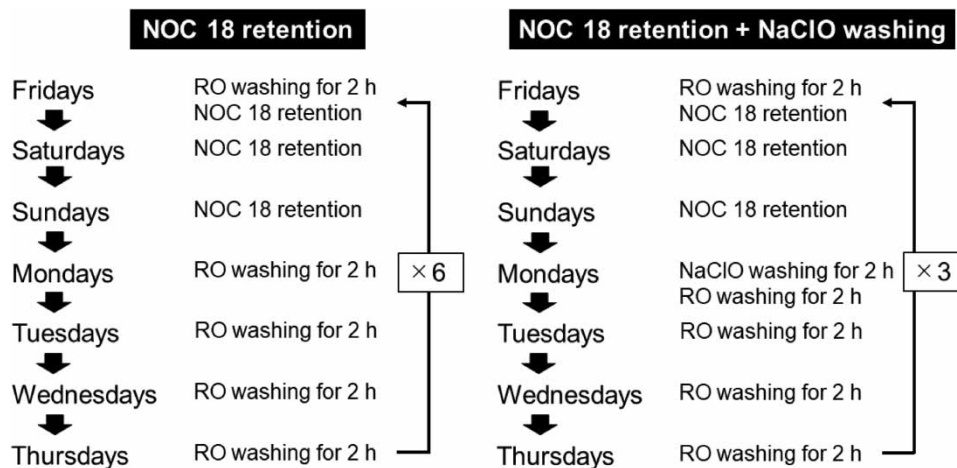 NOC 18 retention
Fridays RO washing for 2 h
NOC 18 retention
Saturdays NOC 18 retention
Sundays NOC 18 retention
Mondays RO washing for 2 h
×6
Tuesdays RO washing for 2 h
Wednesdays RO washing for 2 h
Thursdays RO washing for 2 h
NOC 18 retention + NaClO washing
Fridays RO washing for 2 h
NOC 18 retention
Saturdays NOC 18 retention
Sundays NOC 18 retention
Mondays NaClO washing for 2 h
RO washing for 2 h
×3
Tuesdays RO washing for 2 h
Wednesdays RO washing for 2 h
Thursdays RO washing for 2 h